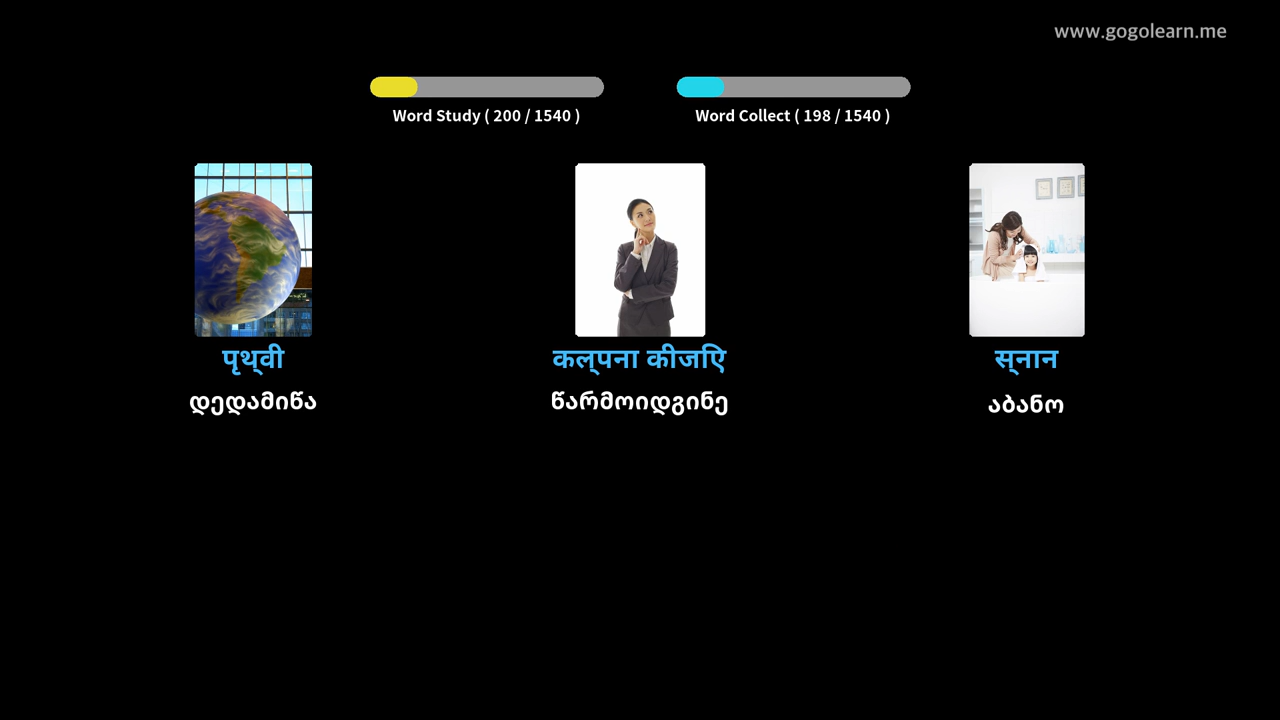 www.gogolearn.me
Word Study ( 200 / 1540 )
Word Collect ( 198 / 1540 )
पृथ्वी
कल्पना कीजिए
स्नान
დედამიწა
წარმოიდგინე
აბანო